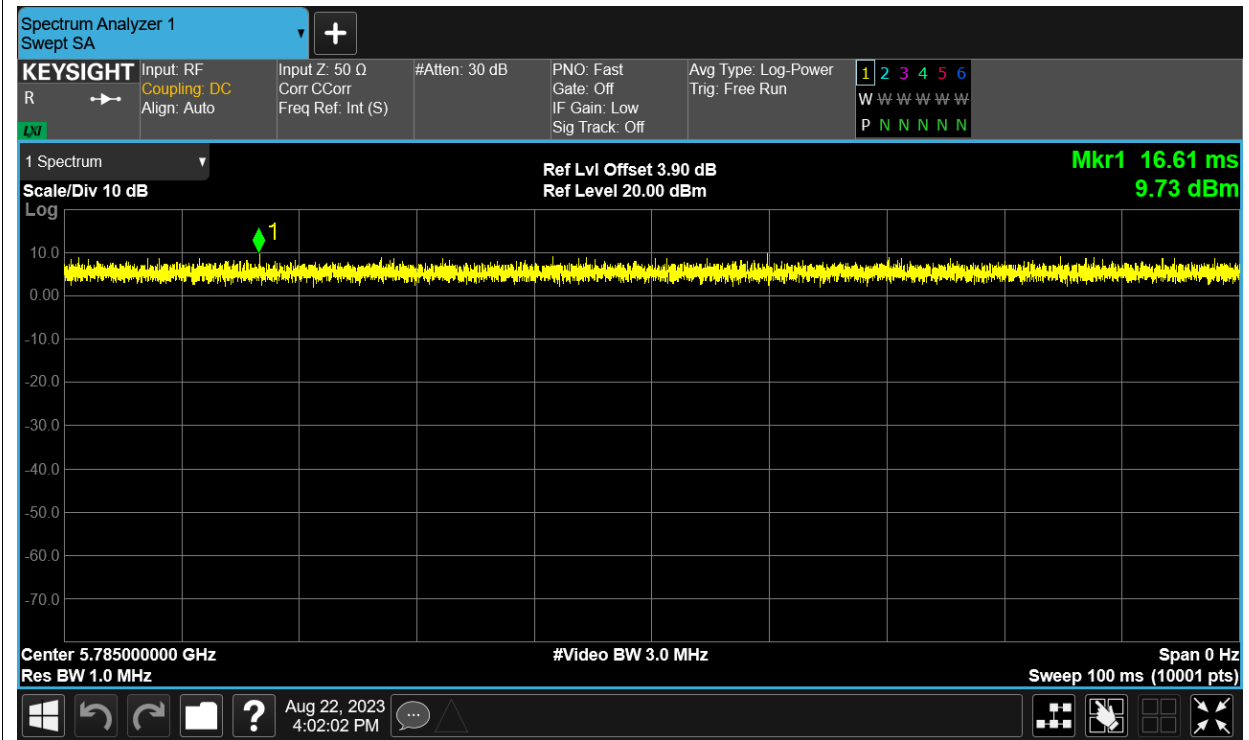 Spectrum Analyzer 1
Swept SA
+
KEYSIGHT
R
LXI
Input: RF
Coupling: DC
Align: Auto
Input Z: 50 Ω
Corr CCorr
Freq Ref: Int (S)
#Atten: 30 dB
PNO: Fast
Gate: Off
IF Gain: Low
Sig Track: Off
Avg Type: Log-Power
Trig: Free Run
1 2 3 4 5 6
W W W W W W
P N N N N N
1 Spectrum
Scale/Div 10 dB
Log
Ref Lvl Offset 3.90 dB
Ref Level 20.00 dBm
Mkr1 16.61 ms
9.73 dBm
1
10.0
0.00
-10.0
-20.0
-30.0
-40.0
-50.0
-60.0
-70.0
Center 5.785000000 GHz
Res BW 1.0 MHz
#Video BW 3.0 MHz
Span 0 Hz
Sweep 100 ms (10001 pts)
?
Aug 22, 2023
4:02:02 PM